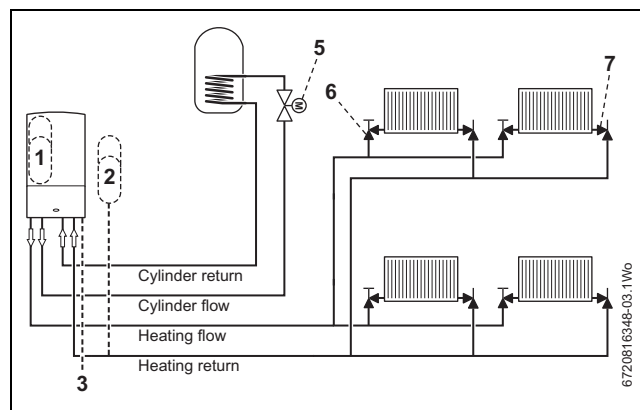 5
6
7
1
2
M
Cylinder return
Cylinder flow
Heating flow
Heating return
3
6720816348-03.1Wo